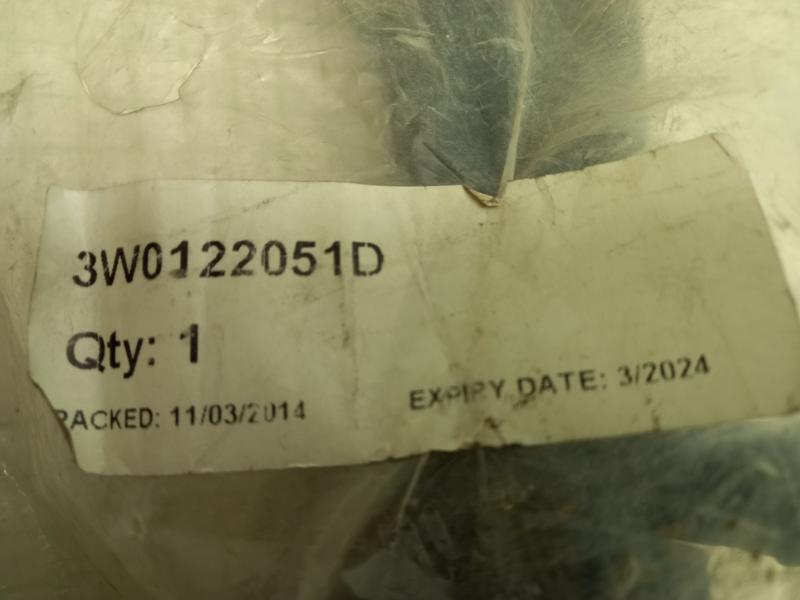 3W0122051D
Qty: 1
PACKED: 11/03/2014
EXPIRY DATE: 3/2024